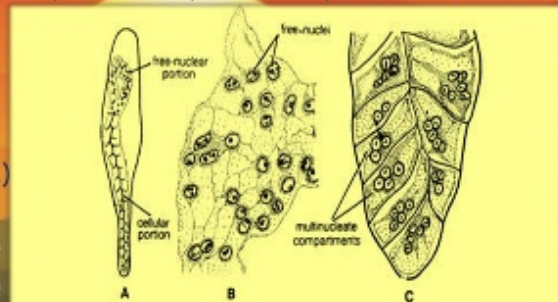 free-nuclear
portion
free-nuclei
)
cellular
portion
multinucleate
compartments
A
B
C